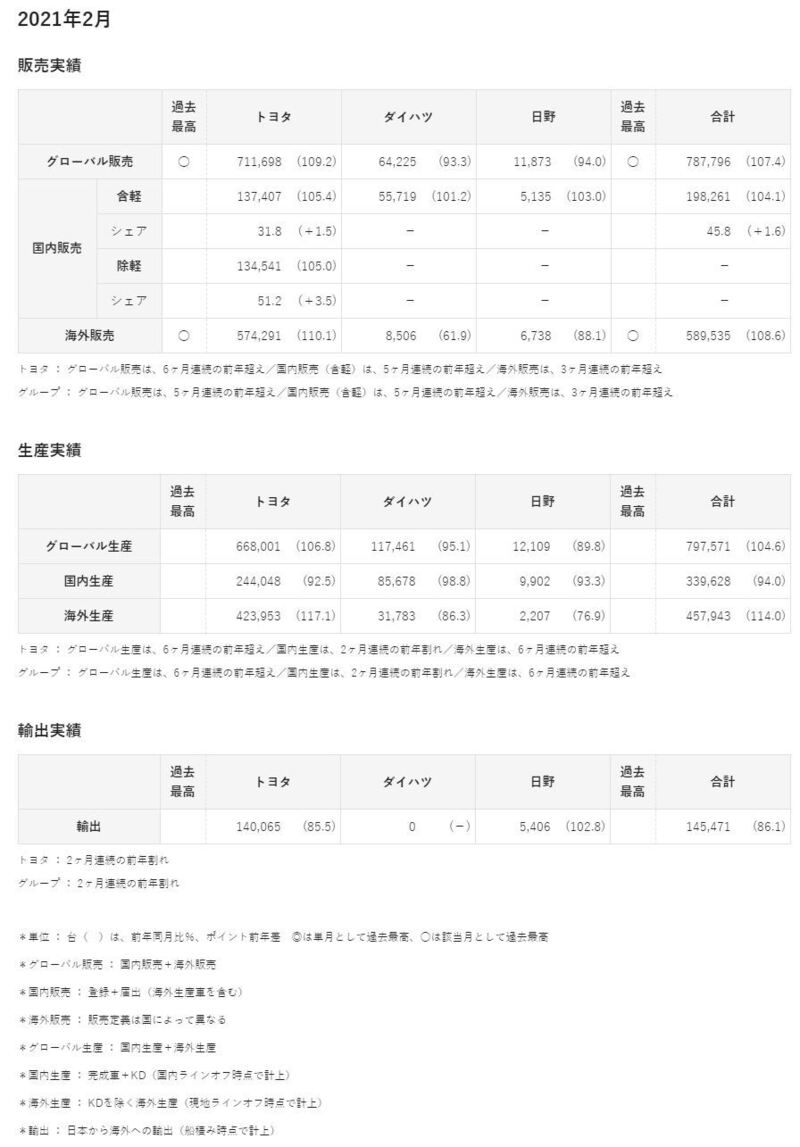 2021年2月
販売実績
過去最高 トヨタ ダイハツ 日野 過去最高 合計
グローバル販売 ○ 711,698 (109.2) 64,225 (93.3) 11,873 (94.0) ○ 787,796 (107.4)
国内販売 含軽 137,407 (105.4) 55,719 (101.2) 5,135 (103.0) 198,261 (104.1)
シェア 31.8 (+1.5) － － 45.8 (+1.6)
除軽 134,541 (105.0) － － －
シェア 51.2 (+3.5) － － －
海外販売 ○ 574,291 (110.1) 8,506 (61.9) 6,738 (88.1) ○ 589,535 (108.6)
トヨタ : グローバル販売は、6ヶ月連続の前年超え／国内販売（含軽）は、5ヶ月連続の前年超え／海外販売は、3ヶ月連続の前年超え
グループ : グローバル販売は、5ヶ月連続の前年超え／国内販売（含軽）は、5ヶ月連続の前年超え／海外販売は、3ヶ月連続の前年超え
生産実績
過去最高 トヨタ ダイハツ 日野 過去最高 合計
グローバル生産 668,001 (106.8) 117,461 (95.1) 12,109 (89.8) 797,571 (104.6)
国内生産 244,048 (92.5) 85,678 (98.8) 9,902 (93.3) 339,628 (94.0)
海外生産 423,953 (117.1) 31,783 (86.3) 2,207 (76.9) 457,943 (114.0)
トヨタ : グローバル生産は、6ヶ月連続の前年超え／国内生産は、2ヶ月連続の前年割れ／海外生産は、6ヶ月連続の前年超え
グループ : グローバル生産は、6ヶ月連続の前年超え／国内生産は、2ヶ月連続の前年割れ／海外生産は、6ヶ月連続の前年超え
輸出実績
過去最高 トヨタ ダイハツ 日野 過去最高 合計
輸出 140,065 (85.5) 0 (－) 5,406 (102.8) 145,471 (86.1)
トヨタ : 2ヶ月連続の前年割れ
グループ : 2ヶ月連続の前年割れ
＊単位 : 台（　）は、前年同月比％、ポイント前年差　◎は単月として過去最高、○は該当月として過去最高
＊グローバル販売 : 国内販売＋海外販売
＊国内販売 : 登録＋届出（海外生産車を含む）
＊海外販売 : 販売定義は国によって異なる
＊グローバル生産 : 国内生産＋海外生産
＊国内生産 : 完成車＋KD（国内ラインオフ時点で計上）
＊海外生産 : KDを除く海外生産（現地ラインオフ時点で計上）
＊輸出 : 日本から海外への輸出（船積み時点で計上）